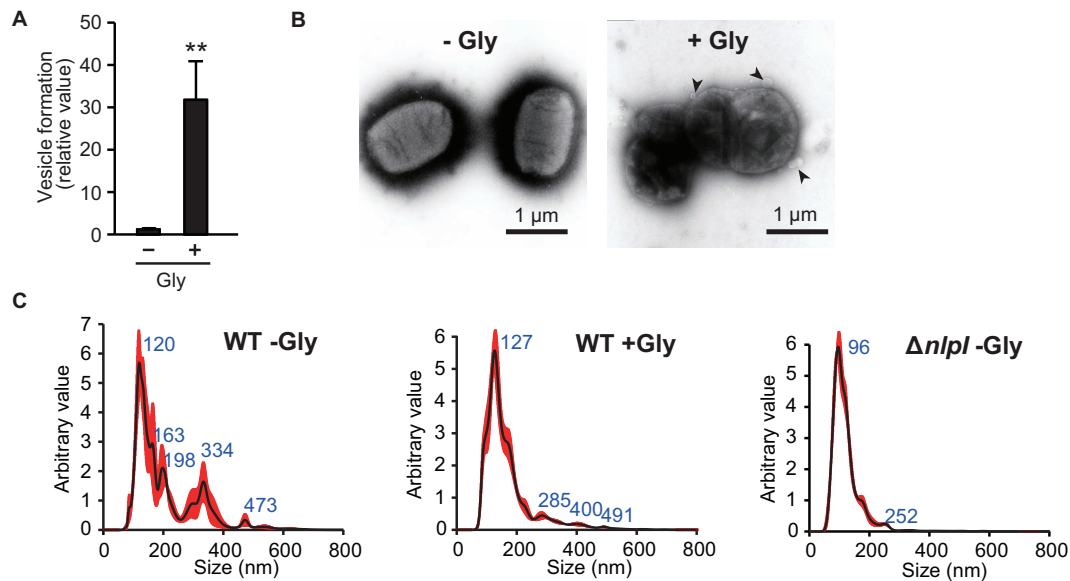 A
50
40
30
20
10
0
Vesicle formation
(relative value)
**
− +
Gly
B
- Gly
1 μm
+ Gly
1 μm
C
WT -Gly
7
6
5
4
3
2
1
0
Arbitrary value
120
163
198
334
473
0 200 400 600 800
Size (nm)
WT +Gly
6
5
4
3
2
1
0
Arbitrary value
127
285
400
491
0 200 400 600 800
Size (nm)
Δnlpl -Gly
7
6
5
4
3
2
1
0
Arbitrary value
96
252
0 200 400 600 800
Size (nm)